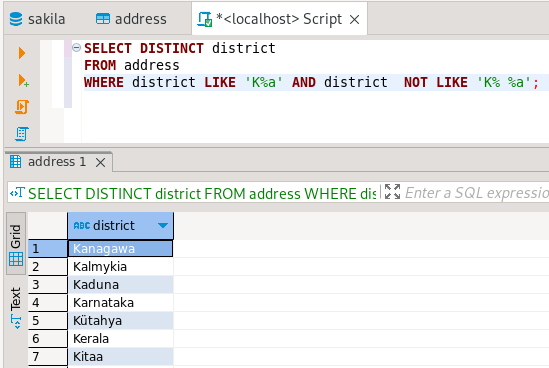 sakila address *<localhost> Script
SELECT DISTINCT district
FROM address
WHERE district LIKE 'K%a' AND district  NOT LIKE 'K% %a';
address 1
SELECT DISTINCT district FROM address WHERE dis Enter a SQL expressio
Grid
Text
ABC district
1 Kanagawa
2 Kalmykia
3 Kaduna
4 Karnataka
5 Kütahya
6 Kerala
7 Kitaa